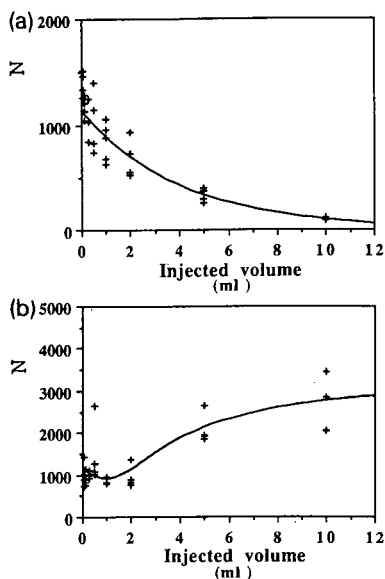 (a)
2000
N
1000
0
0 2 4 6 8 10 12
Injected volume
(ml)
(b)
5000
4000
N
3000
2000
1000
0
0 2 4 6 8 10 12
Injected volume
(ml)